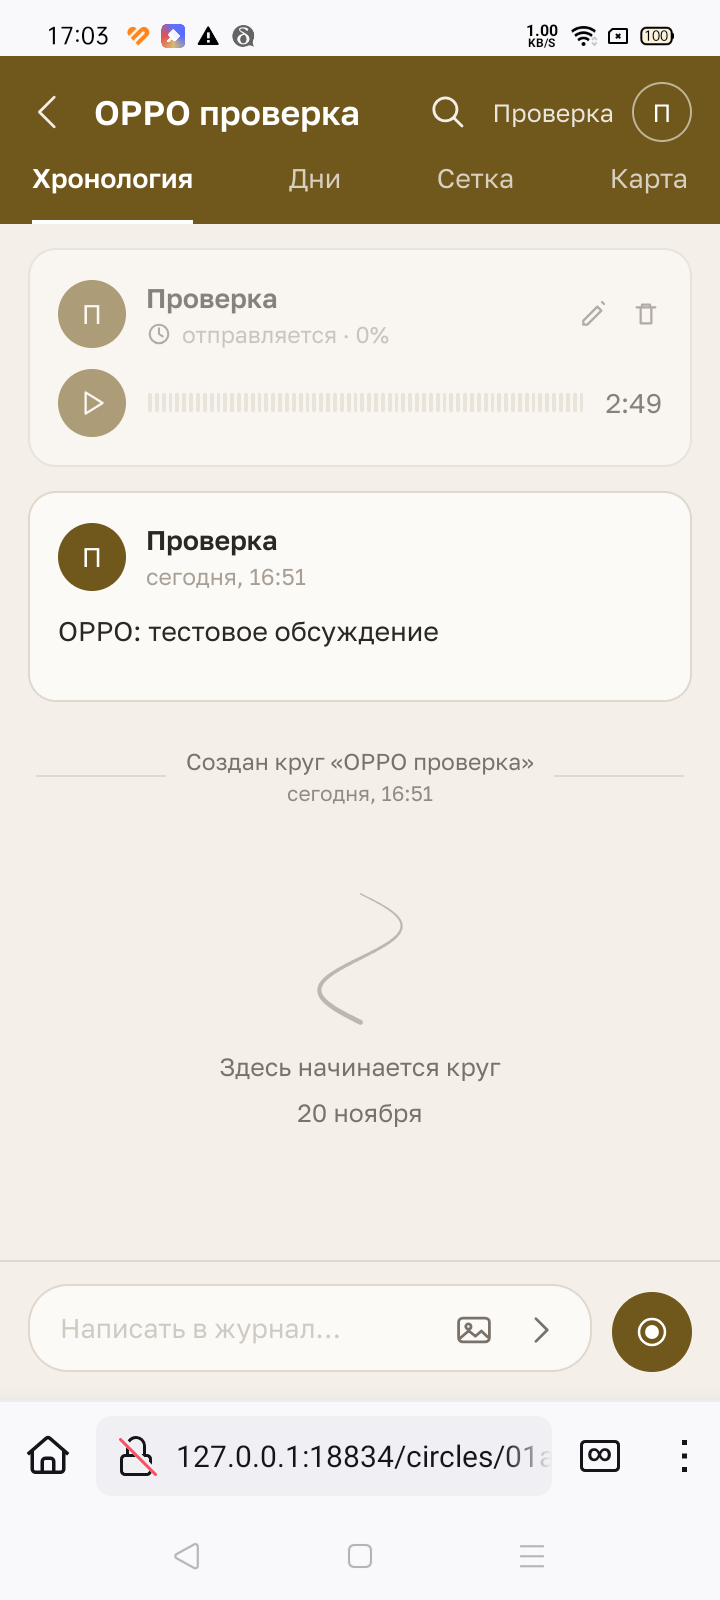 17:03
1.00
KB/S
100
OPPO проверка
Проверка
П
Хронология
Дни
Сетка
Карта
П
Проверка
отправляется · 0%
2:49
П
Проверка
сегодня, 16:51
OPPO: тестовое обсуждение
Создан круг «OPPO проверка»
сегодня, 16:51
Здесь начинается круг
20 ноября
Написать в журнал...
127.0.0.1:18834/circles/01a